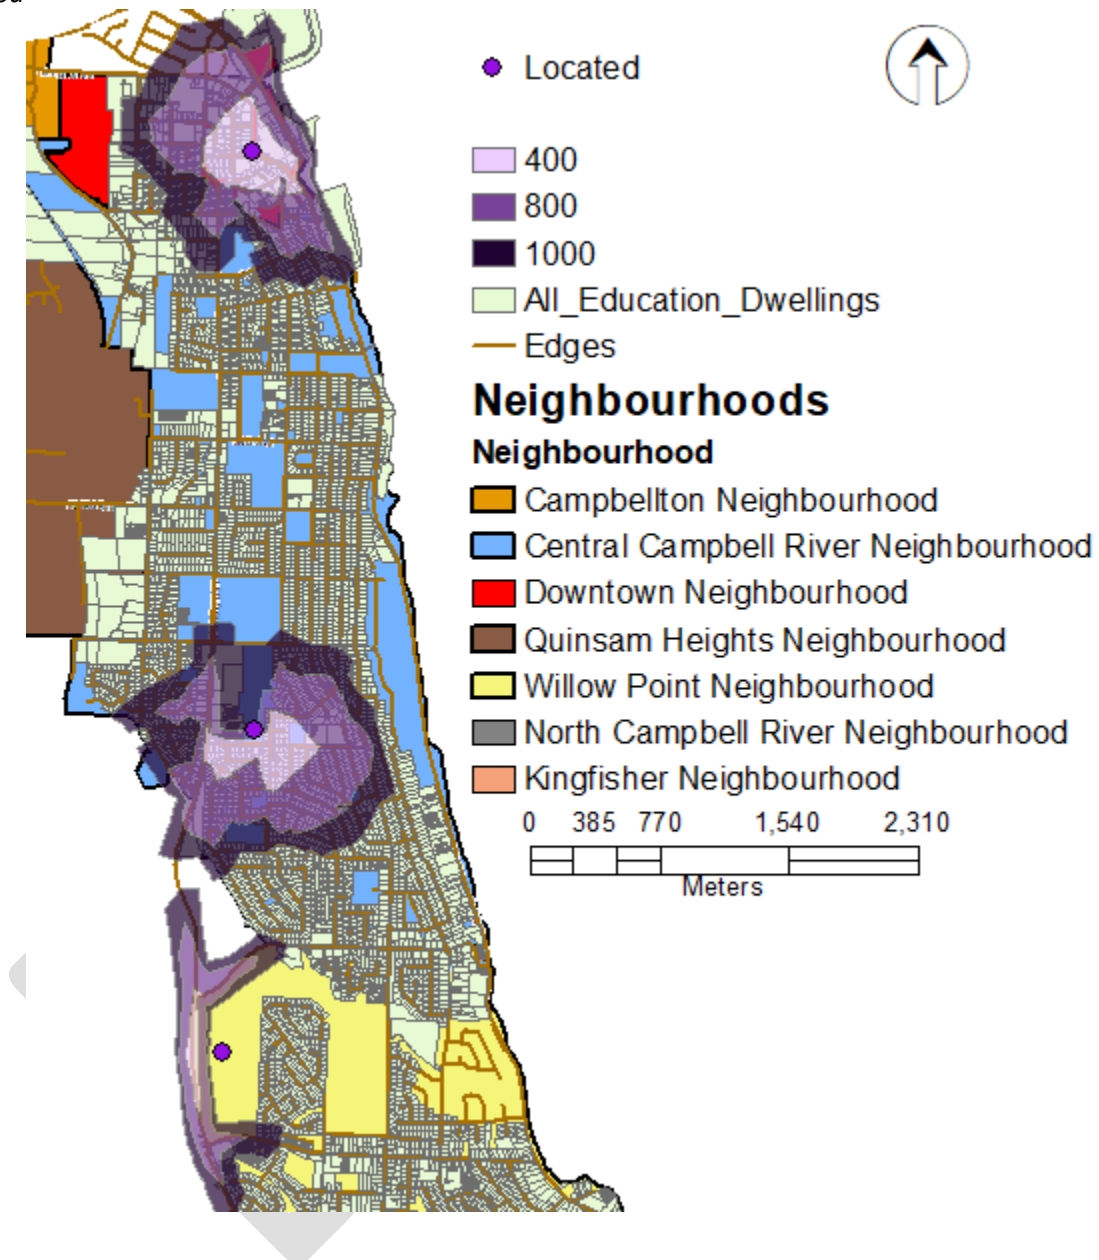 Located
400
800
1000
All_Education_Dwellings
Edges
Neighbourhoods
Neighbourhood
Campbellton Neighbourhood
Central Campbell River Neighbourhood
Downtown Neighbourhood
Quinsam Heights Neighbourhood
Willow Point Neighbourhood
North Campbell River Neighbourhood
Kingfisher Neighbourhood
0 385 770 1,540 2,310
Meters